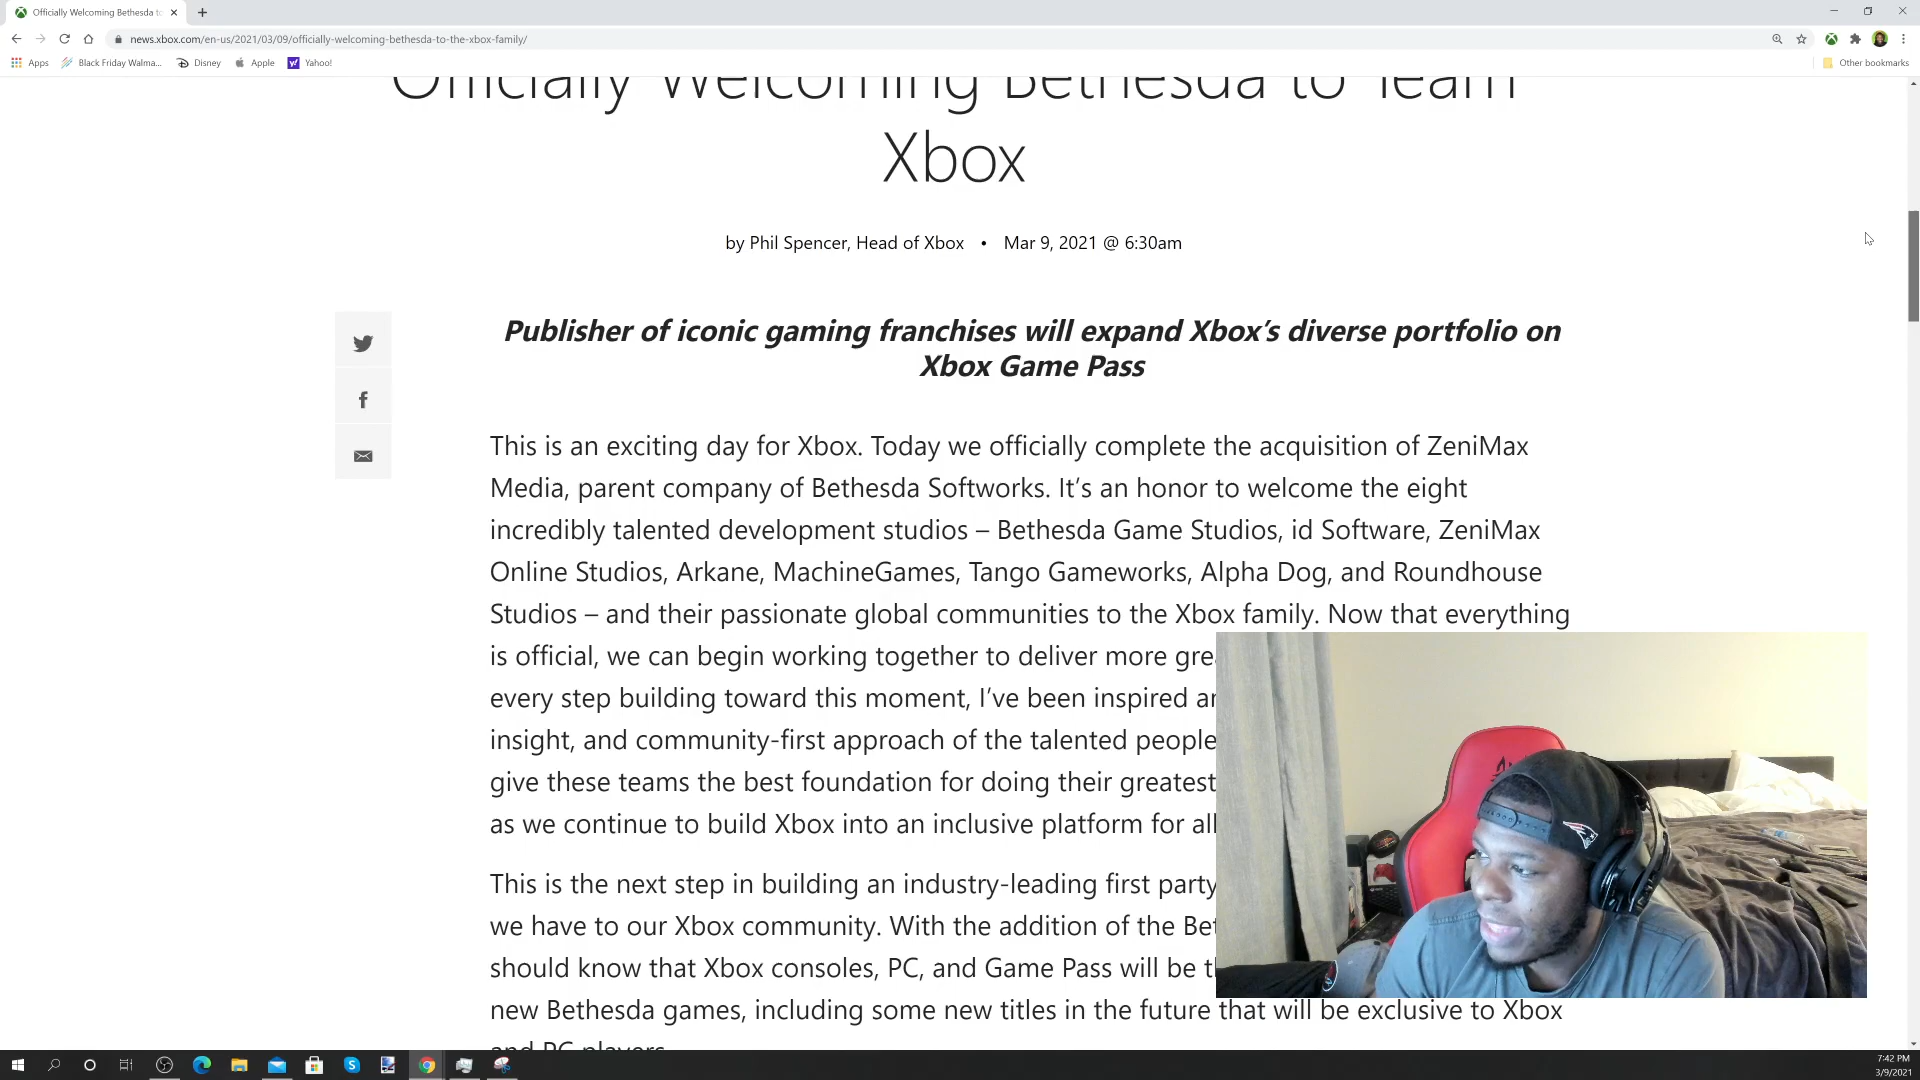 Officially Welcoming Bethesda to
news.xbox.com/en-us/2021/03/09/officially-welcoming-bethesda-to-the-xbox-family/
Apps Black Friday Walma... Disney Apple Yahoo! Other bookmarks
Officially Welcoming Bethesda to Team
Xbox
by Phil Spencer, Head of Xbox • Mar 9, 2021 @ 6:30am
Publisher of iconic gaming franchises will expand Xbox’s diverse portfolio on
Xbox Game Pass
This is an exciting day for Xbox. Today we officially complete the acquisition of ZeniMax
Media, parent company of Bethesda Softworks. It’s an honor to welcome the eight
incredibly talented development studios – Bethesda Game Studios, id Software, ZeniMax
Online Studios, Arkane, MachineGames, Tango Gameworks, Alpha Dog, and Roundhouse
Studios – and their passionate global communities to the Xbox family. Now that everything
is official, we can begin working together to deliver more gre
every step building toward this moment, I’ve been inspired
insight, and community-first approach of the talented people
give these teams the best foundation for doing their greatest
as we continue to build Xbox into an inclusive platform for all
This is the next step in building an industry-leading first party
we have to our Xbox community. With the addition of the Bet
should know that Xbox consoles, PC, and Game Pass will be
new Bethesda games, including some new titles in the future that will be exclusive to Xbox
and PC players
7:42 PM
3/9/2021